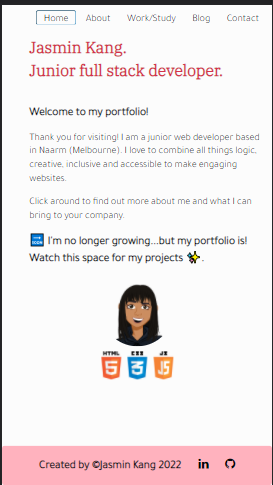 Home About Work/Study Blog Contact
Jasmin Kang.
Junior full stack developer.
Welcome to my portfolio!
Thank you for visiting! I am a junior web developer based
in Naarm (Melbourne). I love to combine all things logic,
creative, inclusive and accessible to make engaging
websites.
Click around to find out more about me and what I can
bring to your company.
I'm no longer growing...but my portfolio is!
Watch this space for my projects ✨.
HTML CSS JS
5 3 5
Created by ©Jasmin Kang 2022 in